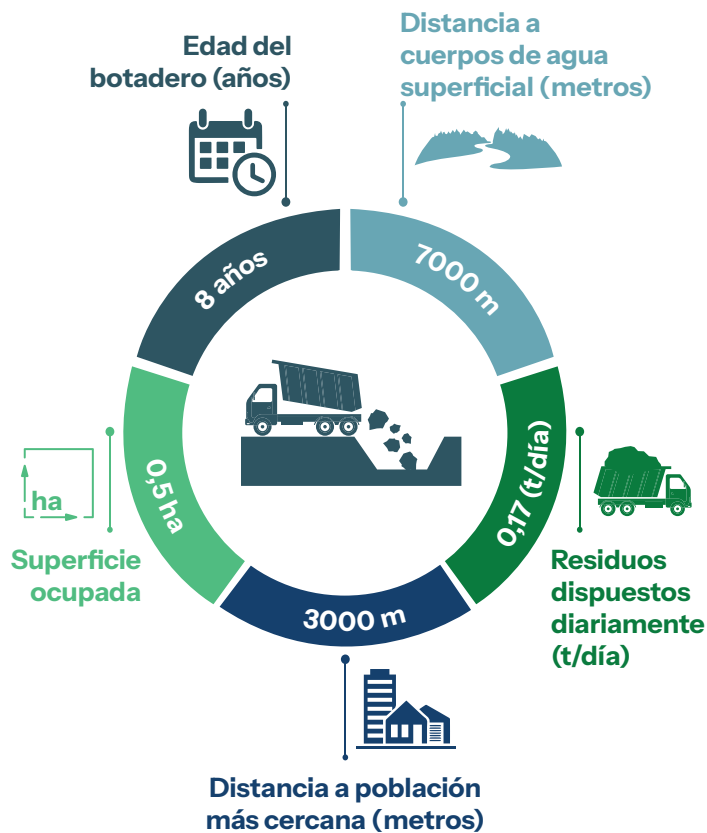 Edad del
botadero (años)
Distancia a
cuerpos de agua
superficial (metros)
8 años
7000 m
0,5 ha
0,17 (t/día)
ha
Superficie
ocupada
Residuos
dispuestos
diariamente
(t/día)
3000 m
Distancia a población
más cercana (metros)